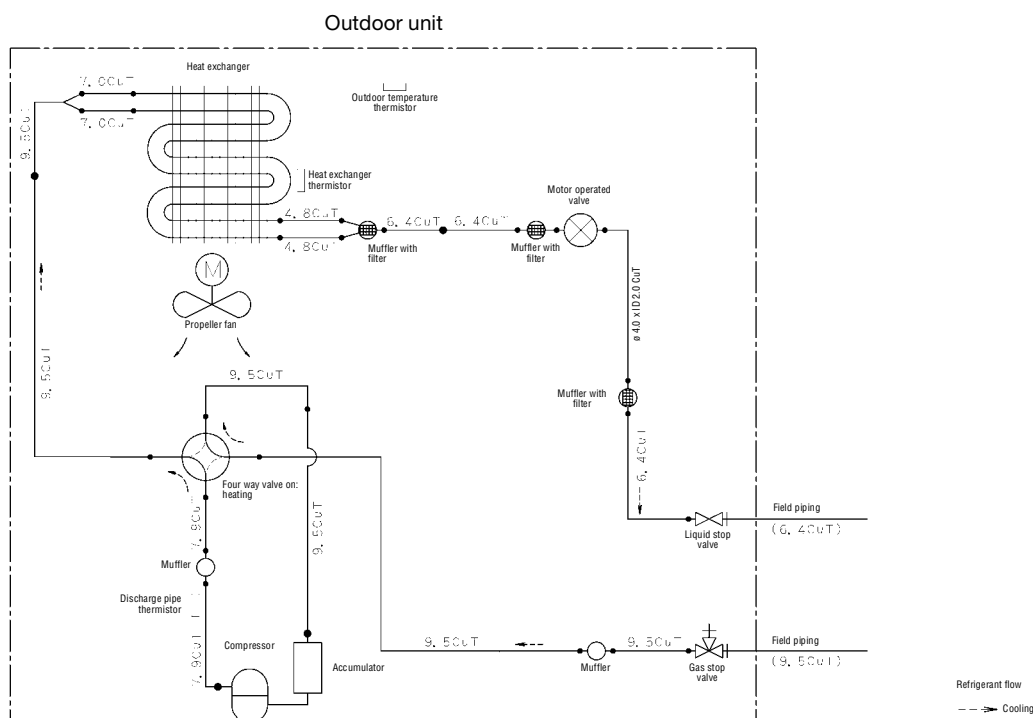 Outdoor unit
Heat exchanger
7.0CuT
7.0CuT
9.5CuT
Outdoor temperature
thermistor
Heat exchanger
thermistor
4.8CuT
4.8CuT
Muffler with
filter
6.4CuT
6.4CuT
Muffler with
filter
Motor operated
valve
M
Propeller fan
ø 4.0 x ID 2.0 CuT
9.5CuT
9.5CuT
Muffler with
filter
6.4CuT
Four way valve on:
heating
7.9CuT
9.5CuT
Field piping
(6.4CuT)
Liquid stop
valve
Muffler
Discharge pipe
thermistor
7.9CuT
Compressor
Accumulator
9.5CuT
Muffler
9.5CuT
Gas stop
valve
Field piping
(9.5CuT)
Refrigerant flow
Cooling